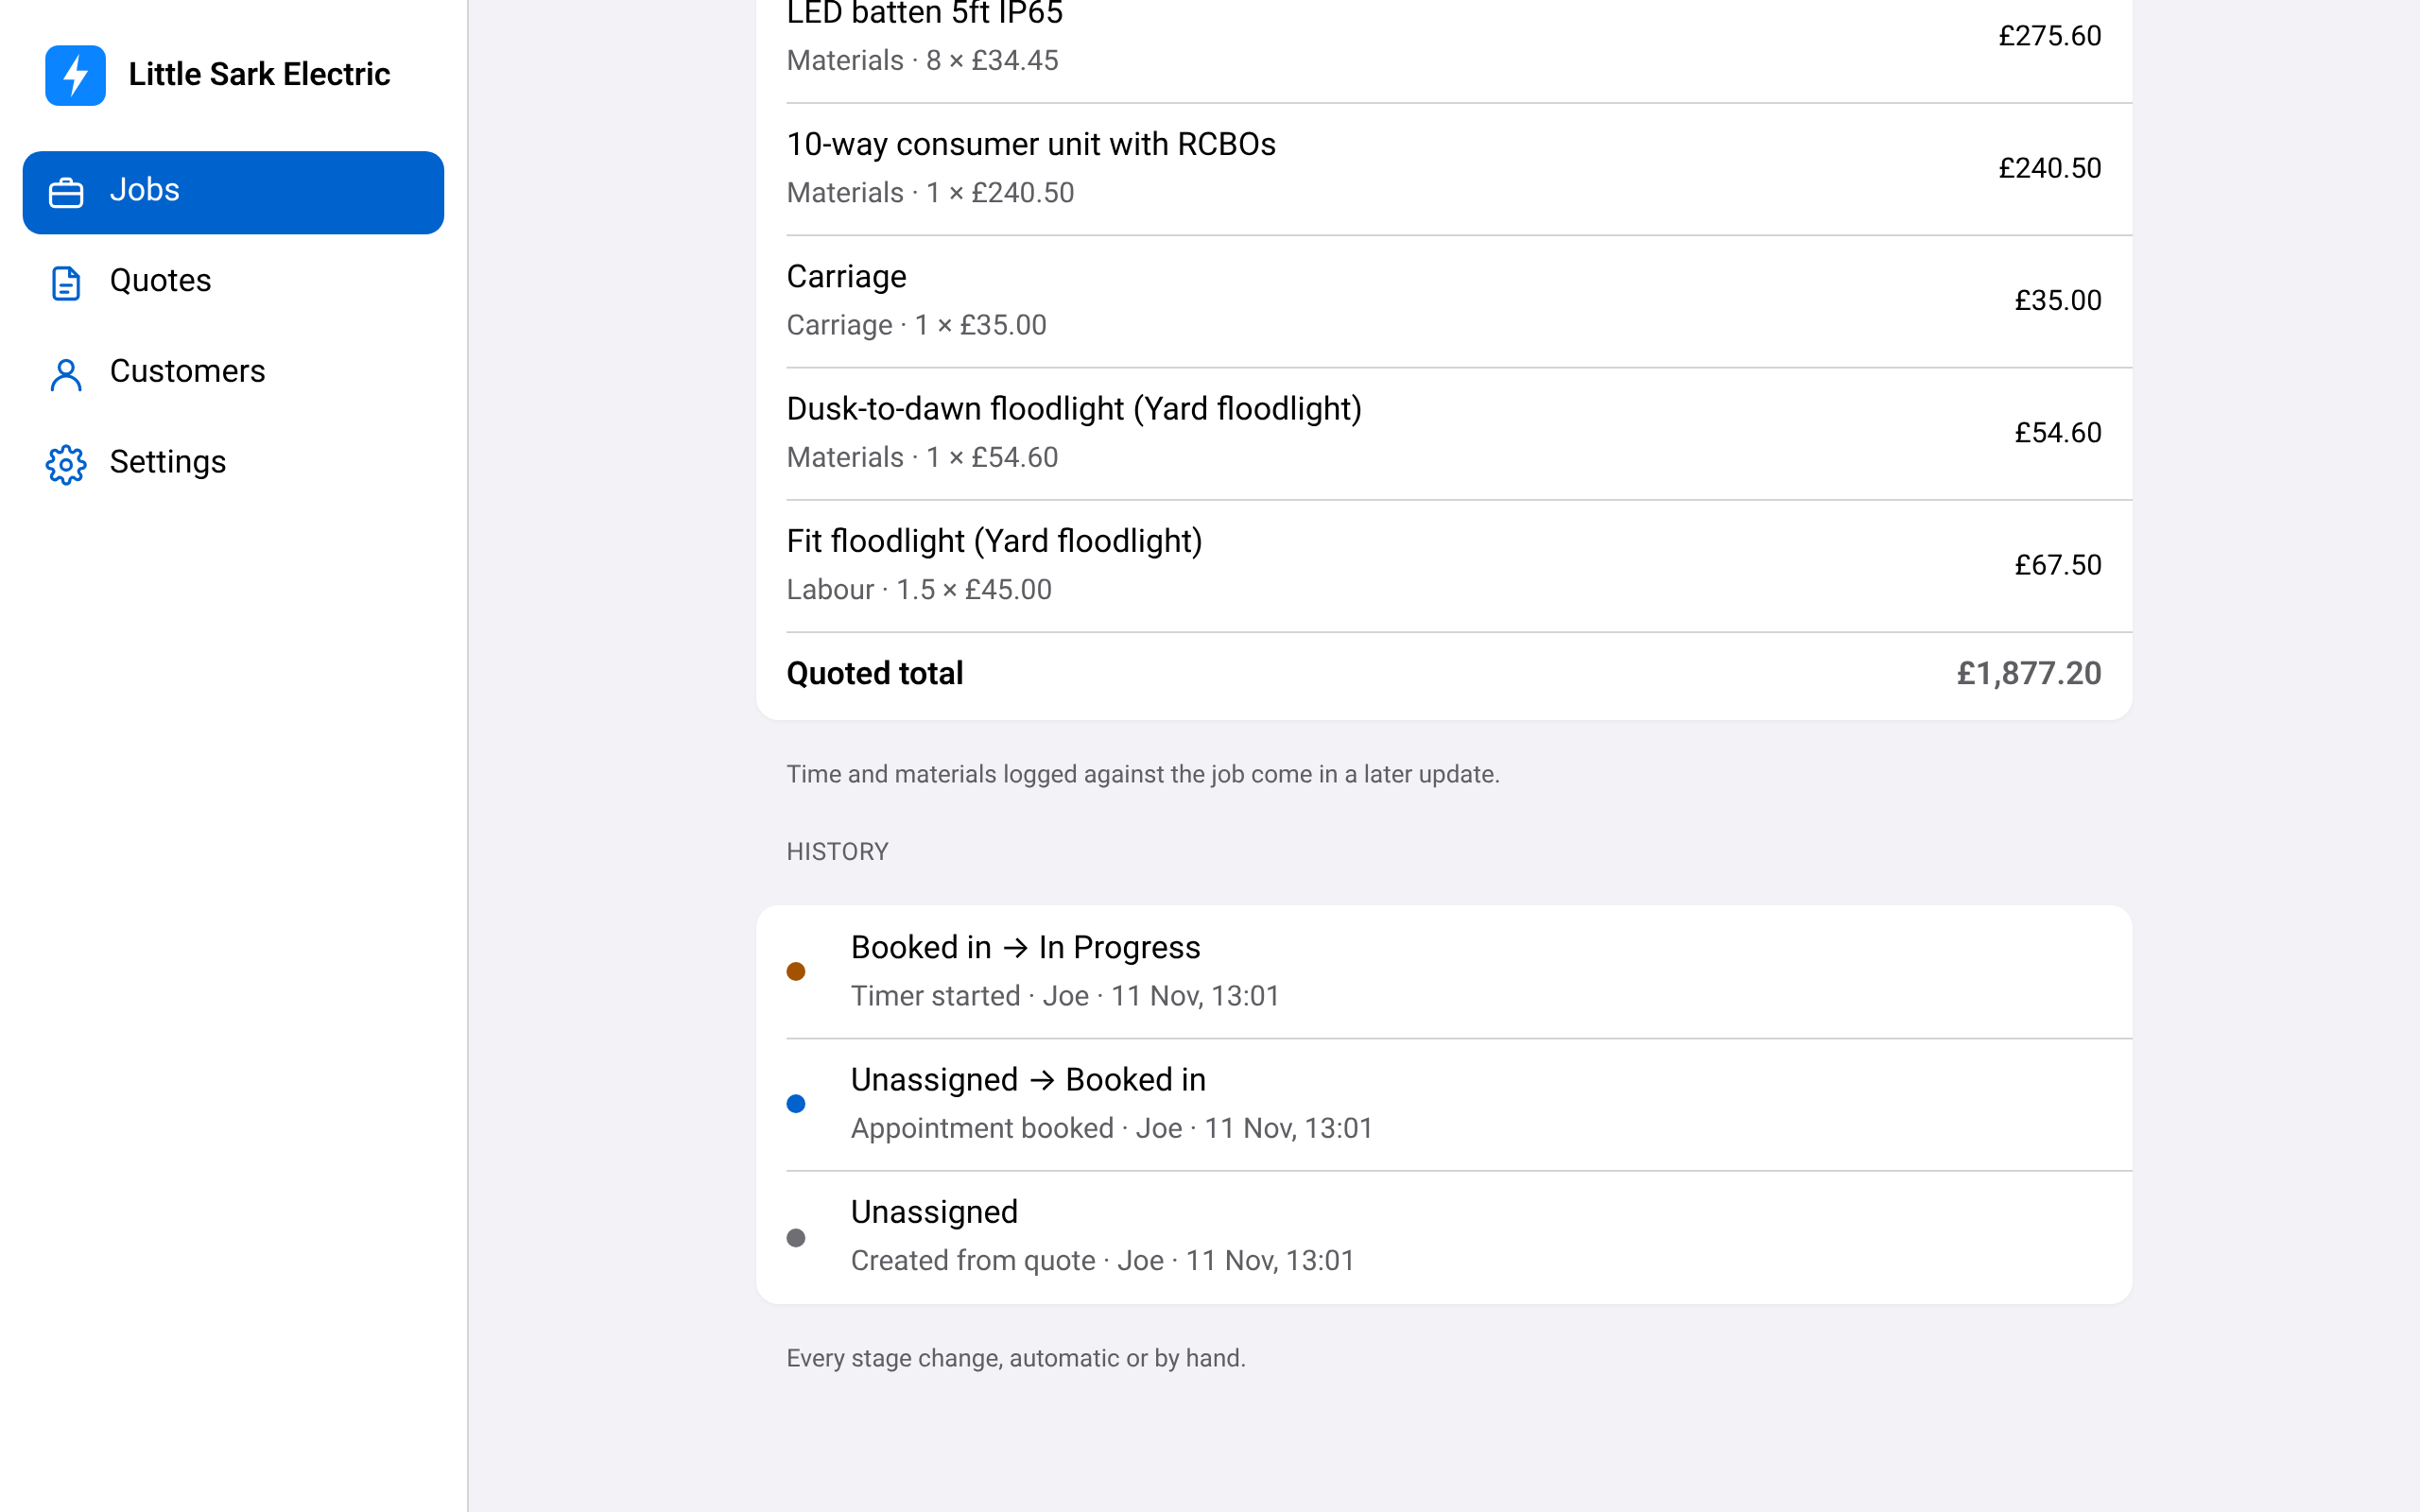 Little Sark Electric
Jobs
Quotes
Customers
Settings
LED batten 5ft IP65
Materials · 8 × £34.45
£275.60
10-way consumer unit with RCBOs
Materials · 1 × £240.50
£240.50
Carriage
Carriage · 1 × £35.00
£35.00
Dusk-to-dawn floodlight (Yard floodlight)
Materials · 1 × £54.60
£54.60
Fit floodlight (Yard floodlight)
Labour · 1.5 × £45.00
£67.50
Quoted total
£1,877.20
Time and materials logged against the job come in a later update.
HISTORY
Booked in → In Progress
Timer started · Joe · 11 Nov, 13:01
Unassigned → Booked in
Appointment booked · Joe · 11 Nov, 13:01
Unassigned
Created from quote · Joe · 11 Nov, 13:01
Every stage change, automatic or by hand.